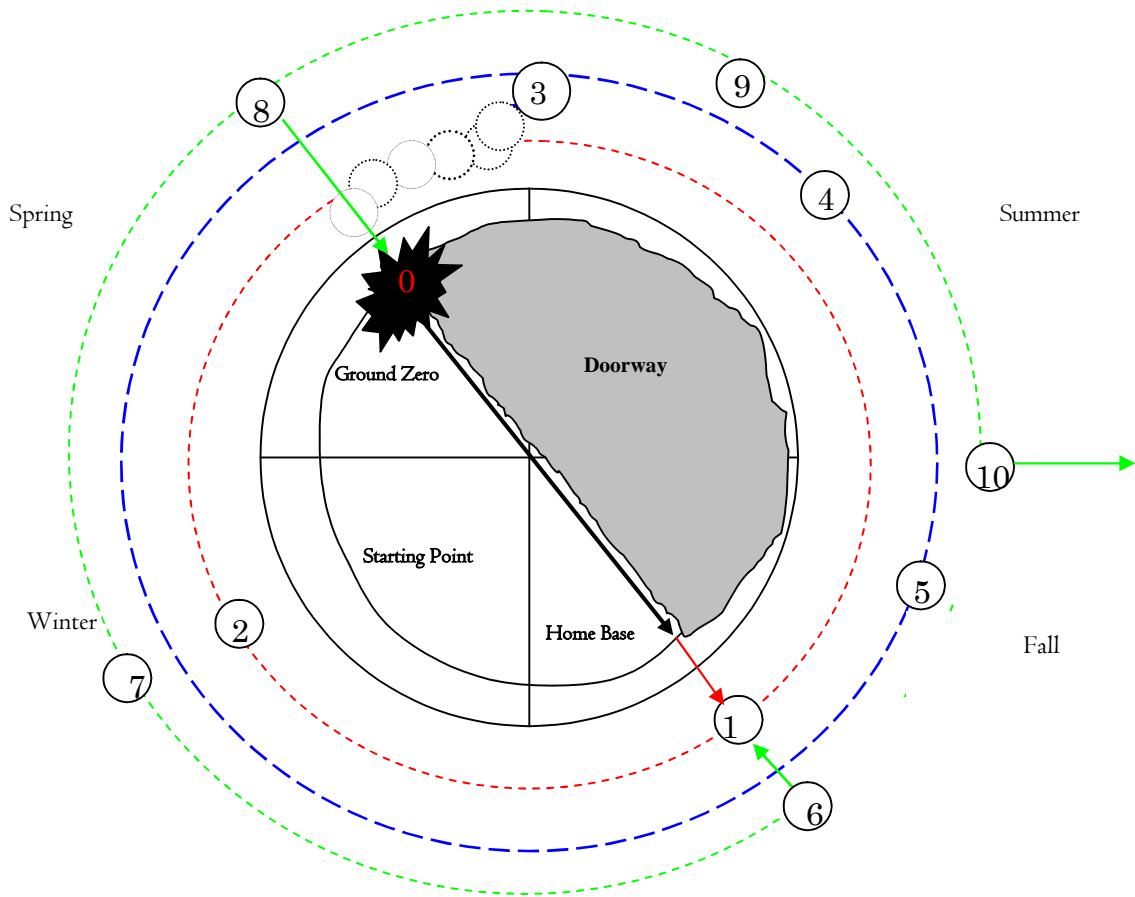 9
3
8
4
Spring
Summer
0
Doorway
Ground Zero
10
Starting Point
5
Winter
2
Home Base
Fall
7
1
6